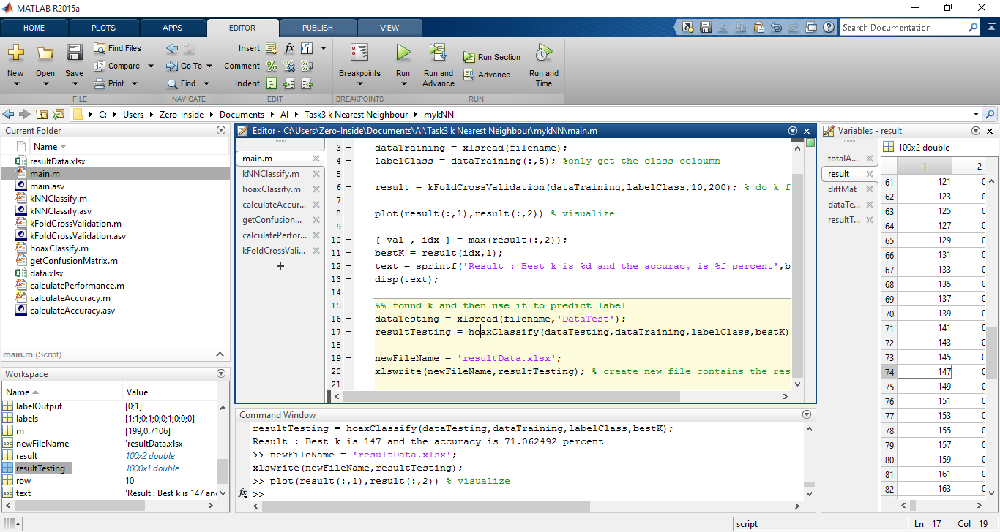 MATLAB R2015a
HOME PLOTS APPS EDITOR PUBLISH VIEW
Search Documentation
New
Open
Save
Find Files
Compare
Print
FILE
Go To
Find
NAVIGATE
Insert
Comment
Indent
EDIT
Breakpoints
BREAKPOINTS
Run
Run and
Advance
Run Section
Advance
Run and
Time
RUN
C: Users Zero-Inside Documents AI Task3 k Nearest Neighbour mykNN
Current Folder
Name
resultData.xlsx
main.m
main.asv
kNNClassify.m
kNNClassify.asv
kFoldCrossValidation.m
kFoldCrossValidation.asv
hoaxClassify.m
getConfusionMatrix.m
data.xlsx
calculatePerformance.m
calculateAccuracy.m
calculateAccuracy.asv
main.m (Script)
Workspace
Name Value
labelOutput [0;1]
labels [1;1;0;1;0;0;1;0;0;0]
m [199,0.7106]
newFileName 'resultData.xlsx'
result 100x2 double
resultTesting 1000x1 double
row 10
text 'Result : Best k is 147 an
Editor - C:\Users\Zero-Inside\Documents\AI\Task3 k Nearest Neighbour\mykNN\main.m
main.m
kNNClassify.m
hoaxClassify.m
calculateAccur...
getConfusion...
calculatePerfor...
kFoldCrossVali...
+
3 – dataTraining = xlsread(filename);
4 – labelClass = dataTraining(:,5); %only get the class coloumn
5
6 – result = kFoldCrossValidation(dataTraining,labelClass,10,200); % do k f
7
8 – plot(result(:,1),result(:,2)) % visualize
9
10 – [ val , idx ] = max(result(:,2));
11 – bestK = result(idx,1);
12 – text = sprintf('Result : Best k is %d and the accuracy is %f percent',b
13 – disp(text);
14
15 %% found k and then use it to predict label
16 – dataTesting = xlsread(filename,'DataTest');
17 – resultTesting = hoaxClassify(dataTesting,dataTraining,labelClass,bestK)
18
19 – newFileName = 'resultData.xlsx';
20 – xlswrite(newFileName,resultTesting); % create new file contains the res
21
Command Window
resultTesting = hoaxClassify(dataTesting,dataTraining,labelClass,bestK);
Result : Best k is 147 and the accuracy is 71.062492 percent
>> newFileName = 'resultData.xlsx';
xlswrite(newFileName,resultTesting);
>> plot(result(:,1),result(:,2)) % visualize
fx >>
Variables - result
totalA...
result
diffMat
dataTe...
resultT...
100x2 double
1 2
61 121 0
62 123 0
63 125 0
64 127 0
65 129 0
66 131 0
67 133 0
68 135 0
69 137 0
70 139 0
71 141 0
72 143 0
73 145 0
74 147 0
75 149 0
76 151 0
77 153 0
78 155 0
79 157 0
80 159 0
81 161 0
82 163 0
script
Ln 17 Col 19